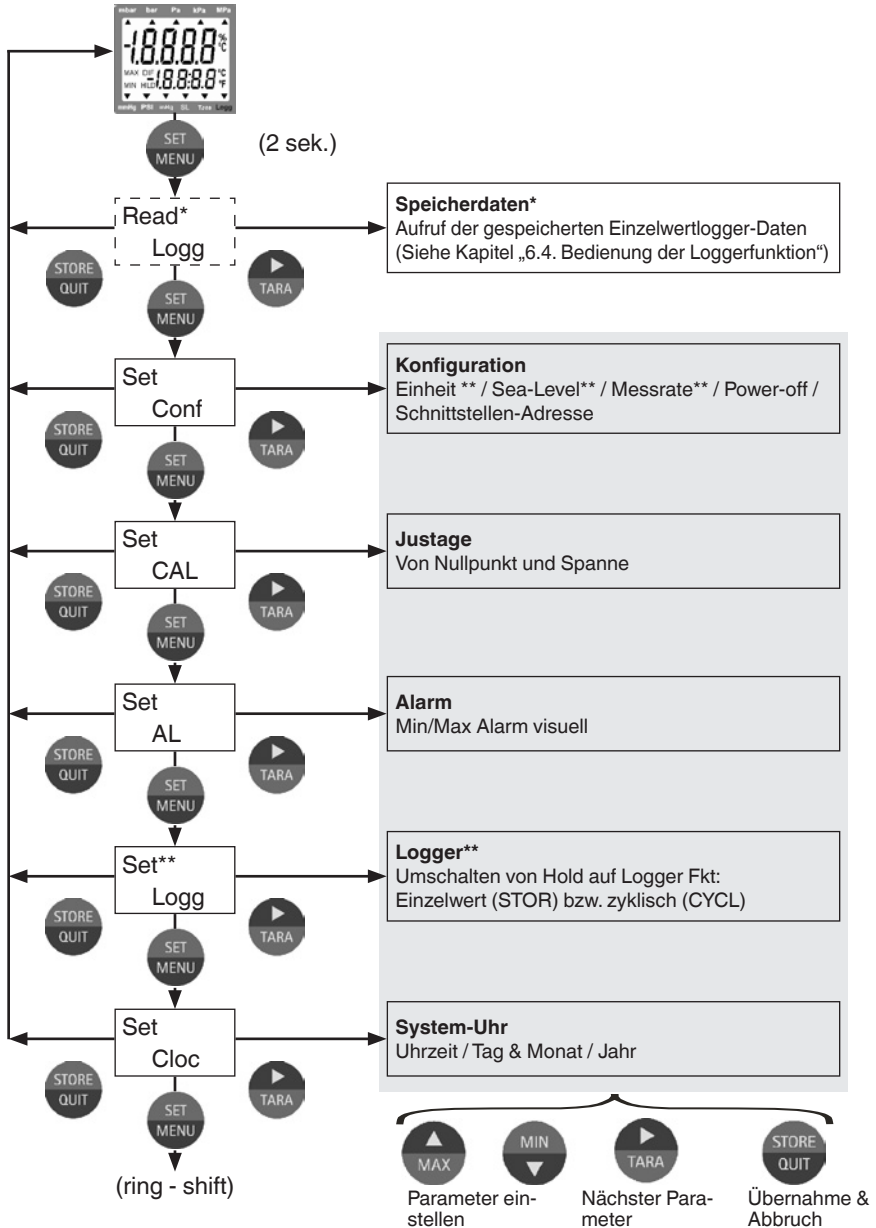 mbar bar Pa kPa MPa
-1.8.8.8 % °C °F
MAX DIF
MIN HLD -1.8.8:8.8 °C °F
mmHg PSI SL Logg
SET
MENU
(2 sek.)
Read*
Logg
Speicherdaten*
Aufruf der gespeicherten Einzelwertlogger-Daten
(Siehe Kapitel „6.4. Bedienung der Loggerfunktion“)
STORE
QUIT
SET
MENU
TARA
Set
Conf
Konfiguration
Einheit ** / Sea-Level** / Messrate** / Power-off /
Schnittstellen-Adresse
STORE
QUIT
SET
MENU
TARA
Set
CAL
Justage
Von Nullpunkt und Spanne
STORE
QUIT
SET
MENU
TARA
Set
AL
Alarm
Min/Max Alarm visuell
STORE
QUIT
SET
MENU
TARA
Set**
Logg
Logger**
Umschalten von Hold auf Logger Fkt:
Einzelwert (STOR) bzw. zyklisch (CYCL)
STORE
QUIT
SET
MENU
TARA
Set
Cloc
System-Uhr
Uhrzeit / Tag & Monat / Jahr
STORE
QUIT
SET
MENU
TARA
(ring - shift)
MAX
MIN
TARA
STORE
QUIT
Parameter ein-
stellen
Nächster Para-
meter
Übernahme &
Abbruch